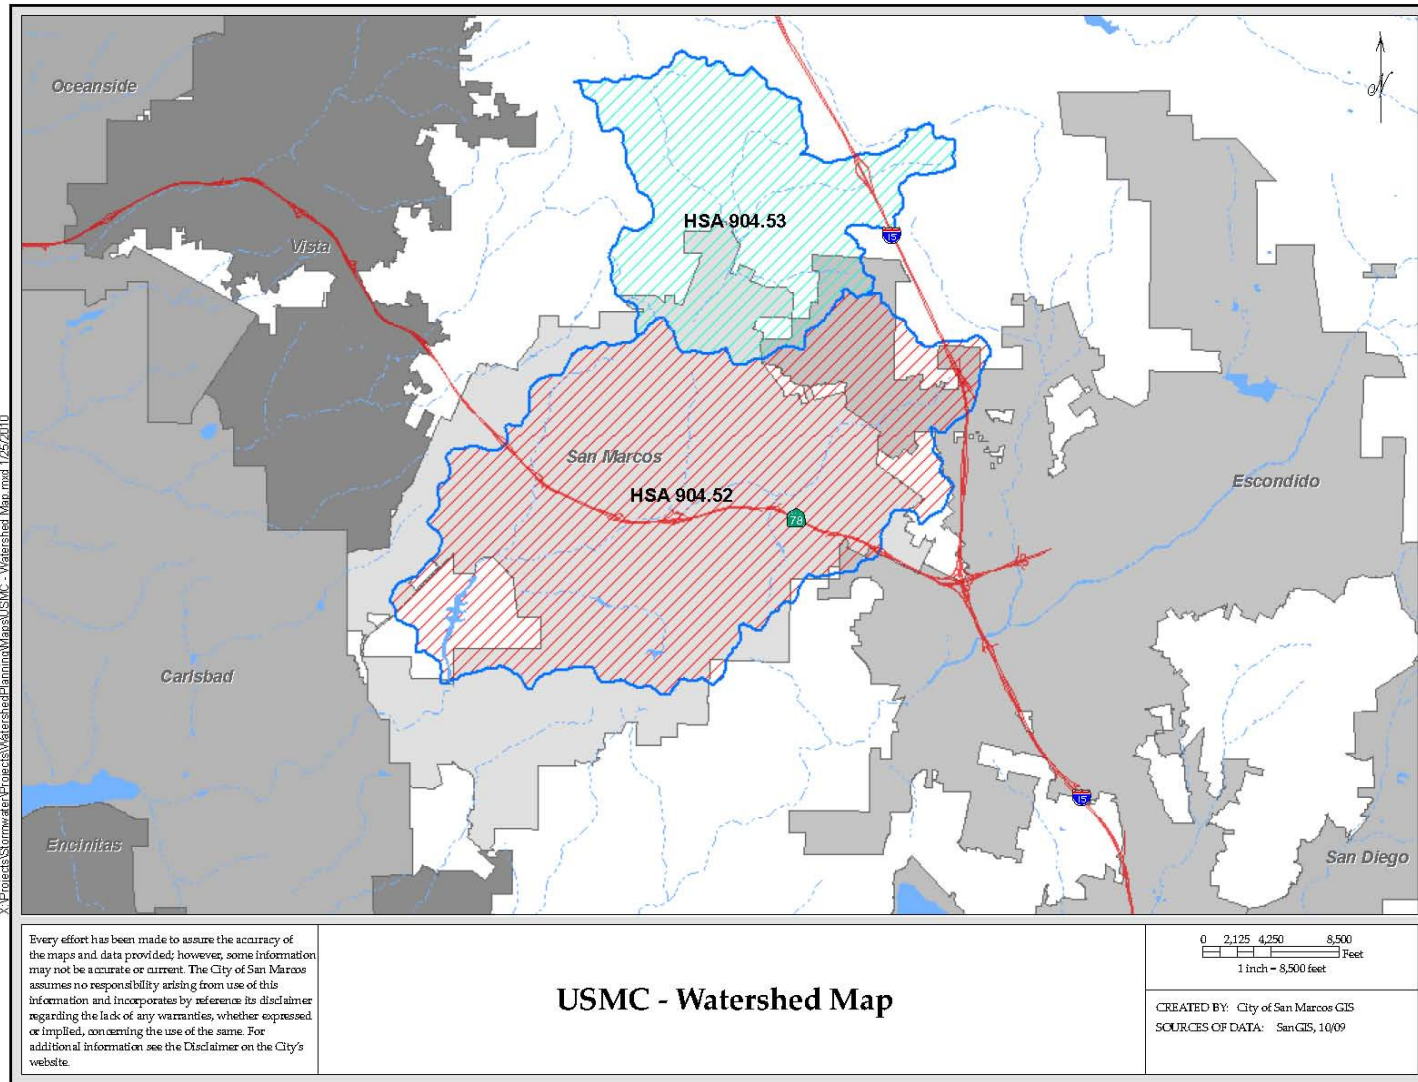 Oceanside
N
HSA 904.53
15
Vista
San Marcos
HSA 904.52
78
Escondido
Carlsbad
15
Encinitas
San Diego
X:\Projects\Stormwater\Projects\WatershedPlanning\Maps\USMC - Watershed Map.mxd 1/25/2010
Every effort has been made to assure the accuracy of
the maps and data provided; however, some information
may not be accurate or current. The City of San Marcos
assumes no responsibility arising from use of this
information and incorporates by reference its disclaimer
regarding the lack of any warranties, whether expressed
or implied, concerning the use of the same. For
additional information see the Disclaimer on the City's
website.
USMC - Watershed Map
0 2,125 4,250 8,500
Feet
1 inch = 8,500 feet
CREATED BY: City of San Marcos GIS
SOURCES OF DATA: SanGIS, 10/09